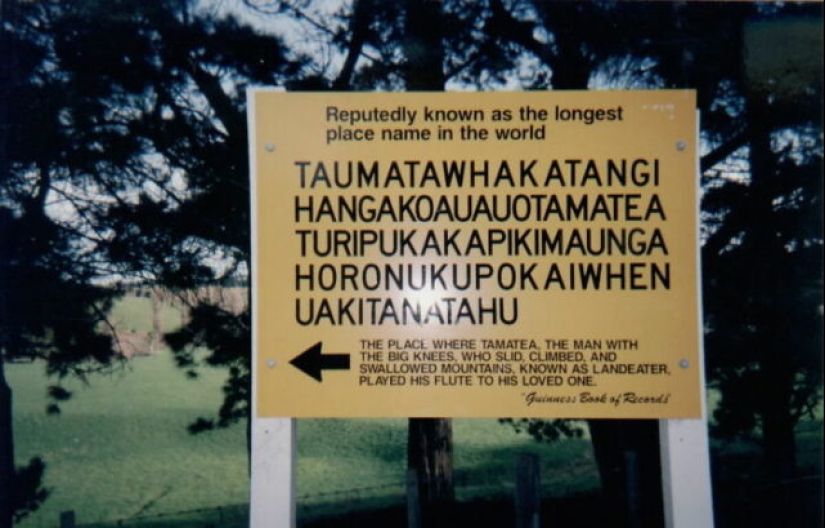 Reputedly known as the longest
place name in the world
TAUMATAWHAKATANGI
HANGAKOAUAUOTAMATEA
TURIPUKAKAPIKIMAUNGA
HORONUKUPOKAIWHEN
UAKITANATAHU
THE PLACE WHERE TAMATEA, THE MAN WITH
THE BIG KNEES, WHO SLID, CLIMBED, AND
SWALLOWED MOUNTAINS, KNOWN AS LANDEATER,
PLAYED HIS FLUTE TO HIS LOVED ONE.
"Guinness Book of Records"